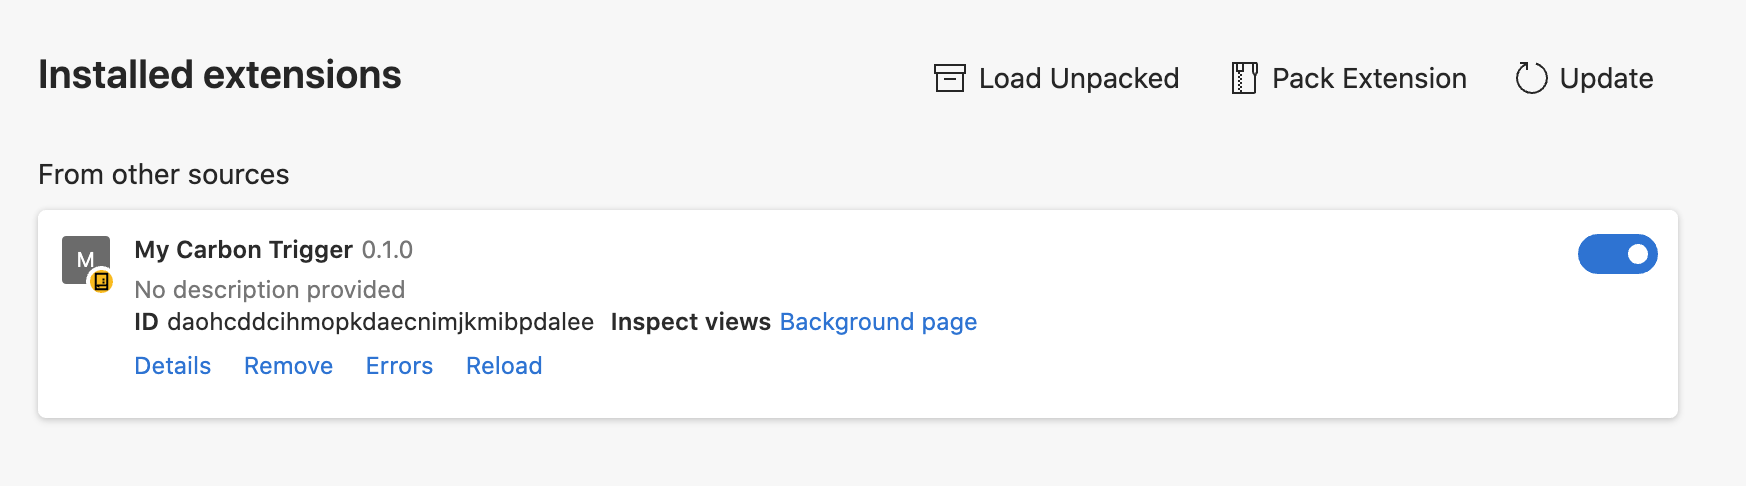 Installed extensions
Load Unpacked
Pack Extension
Update
From other sources
M
My Carbon Trigger 0.1.0
No description provided
ID daohcddcihmopkdaecnimjkmibpdalee Inspect views Background page
Details Remove Errors Reload